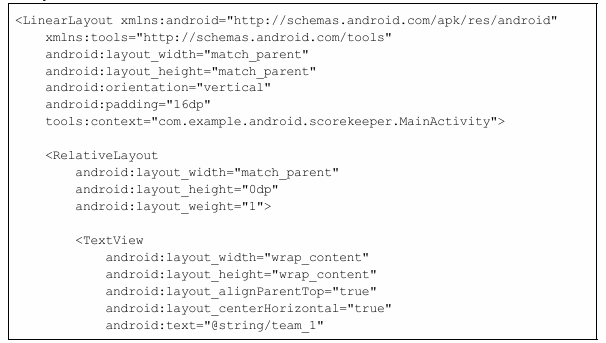 <LinearLayout xmlns:android="http://schemas.android.com/apk/res/android"
    xmlns:tools="http://schemas.android.com/tools"
    android:layout_width="match_parent"
    android:layout_height="match_parent"
    android:orientation="vertical"
    android:padding="16dp"
    tools:context="com.example.android.scorekeeper.MainActivity">

    <RelativeLayout
        android:layout_width="match_parent"
        android:layout_height="0dp"
        android:layout_weight="1">

        <TextView
            android:layout_width="wrap_content"
            android:layout_height="wrap_content"
            android:layout_alignParentTop="true"
            android:layout_centerHorizontal="true"
            android:text="@string/team_1"